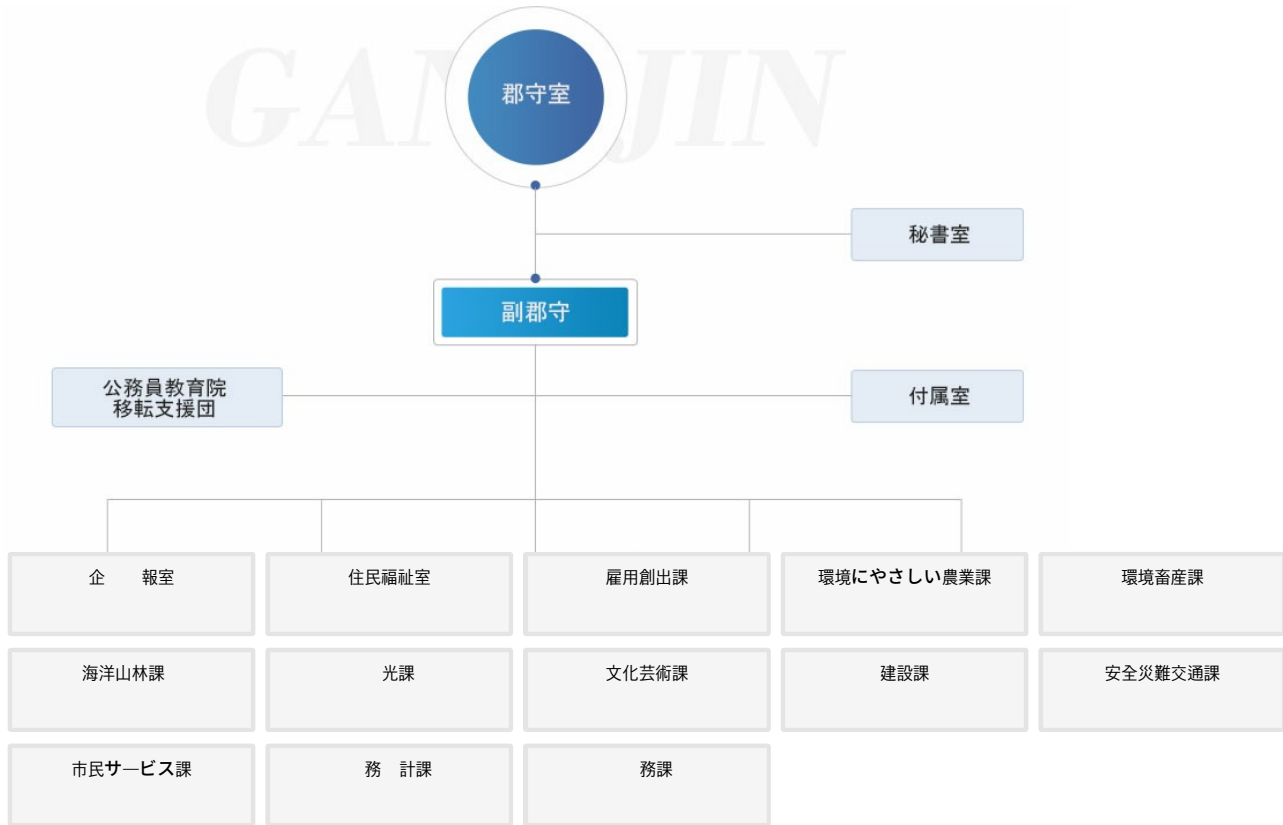 GAN JIN
郡守室
秘書室
副郡守
公務員教育院
移転支援団
付属室
企 報室
住民福祉室
雇用創出課
環境にやさしい農業課
環境畜産課
海洋山林課
光課
文化芸術課
建設課
安全災難交通課
市民サービス課
務 計課
務課